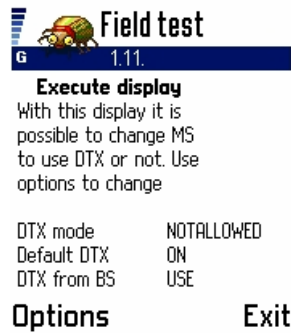 Field test
G 1.11.
Execute display
With this display it is
possible to change MS
to use DTX or not. Use
options to change
DTX mode NOTALLOWED
Default DTX ON
DTX from BS USE
Options Exit